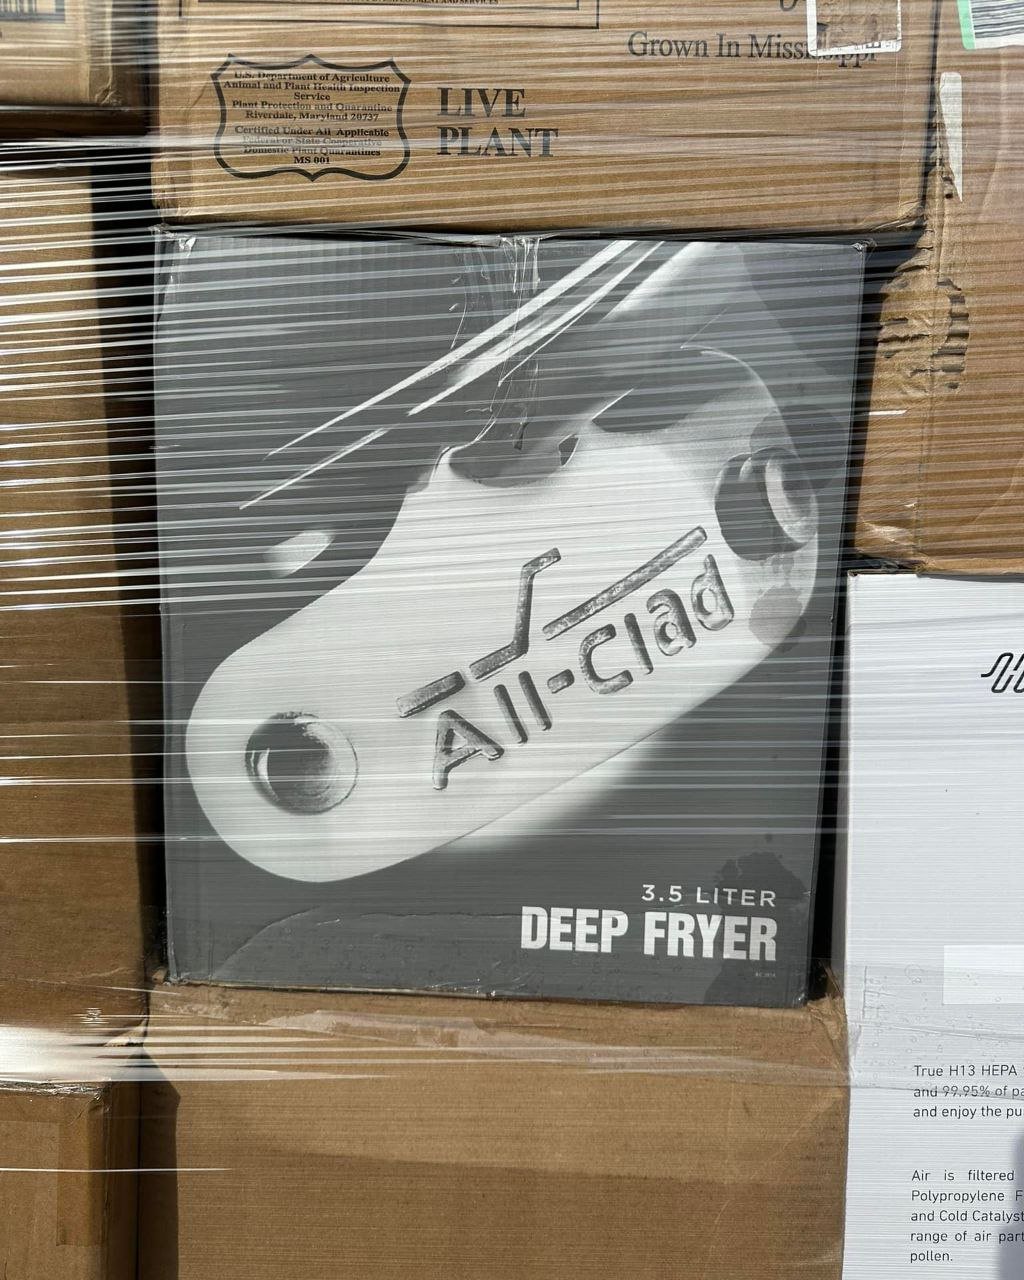 Grown In Mississippi
U.S. Department of Agriculture
Animal and Plant Health Inspection
Service
Plant Protection and Quarantine
Riverdale, Maryland 20737
Certified Under All Applicable
Federal or State Cooperative
Domestic Plant Quarantines
MS 001
LIVE
PLANT
All-Clad
3.5 LITER
DEEP FRYER
True H13 HEPA
and 99.95% of
and enjoy the
Air is filtered
Polypropylene
and Cold Catalyst
range of air
pollen.